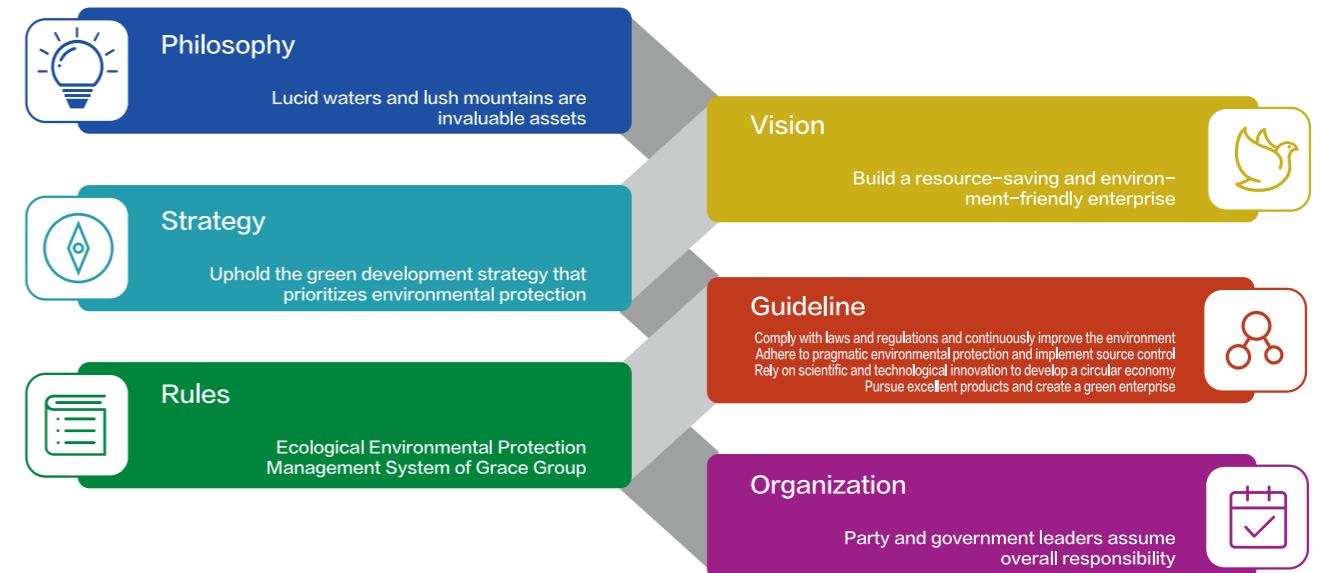 Philosophy
Lucid waters and lush mountains are
invaluable assets
Vision
Build a resource-saving and environ-
ment-friendly enterprise
Strategy
Uphold the green development strategy that
prioritizes environmental protection
Guideline
Comply with laws and regulations and continuously improve the environment
Adhere to pragmatic environmental protection and implement source control
Rely on scientific and technological innovation to develop a circular economy
Pursue excellent products and create a green enterprise
Rules
Ecological Environmental Protection
Management System of Grace Group
Organization
Party and government leaders assume
overall responsibility